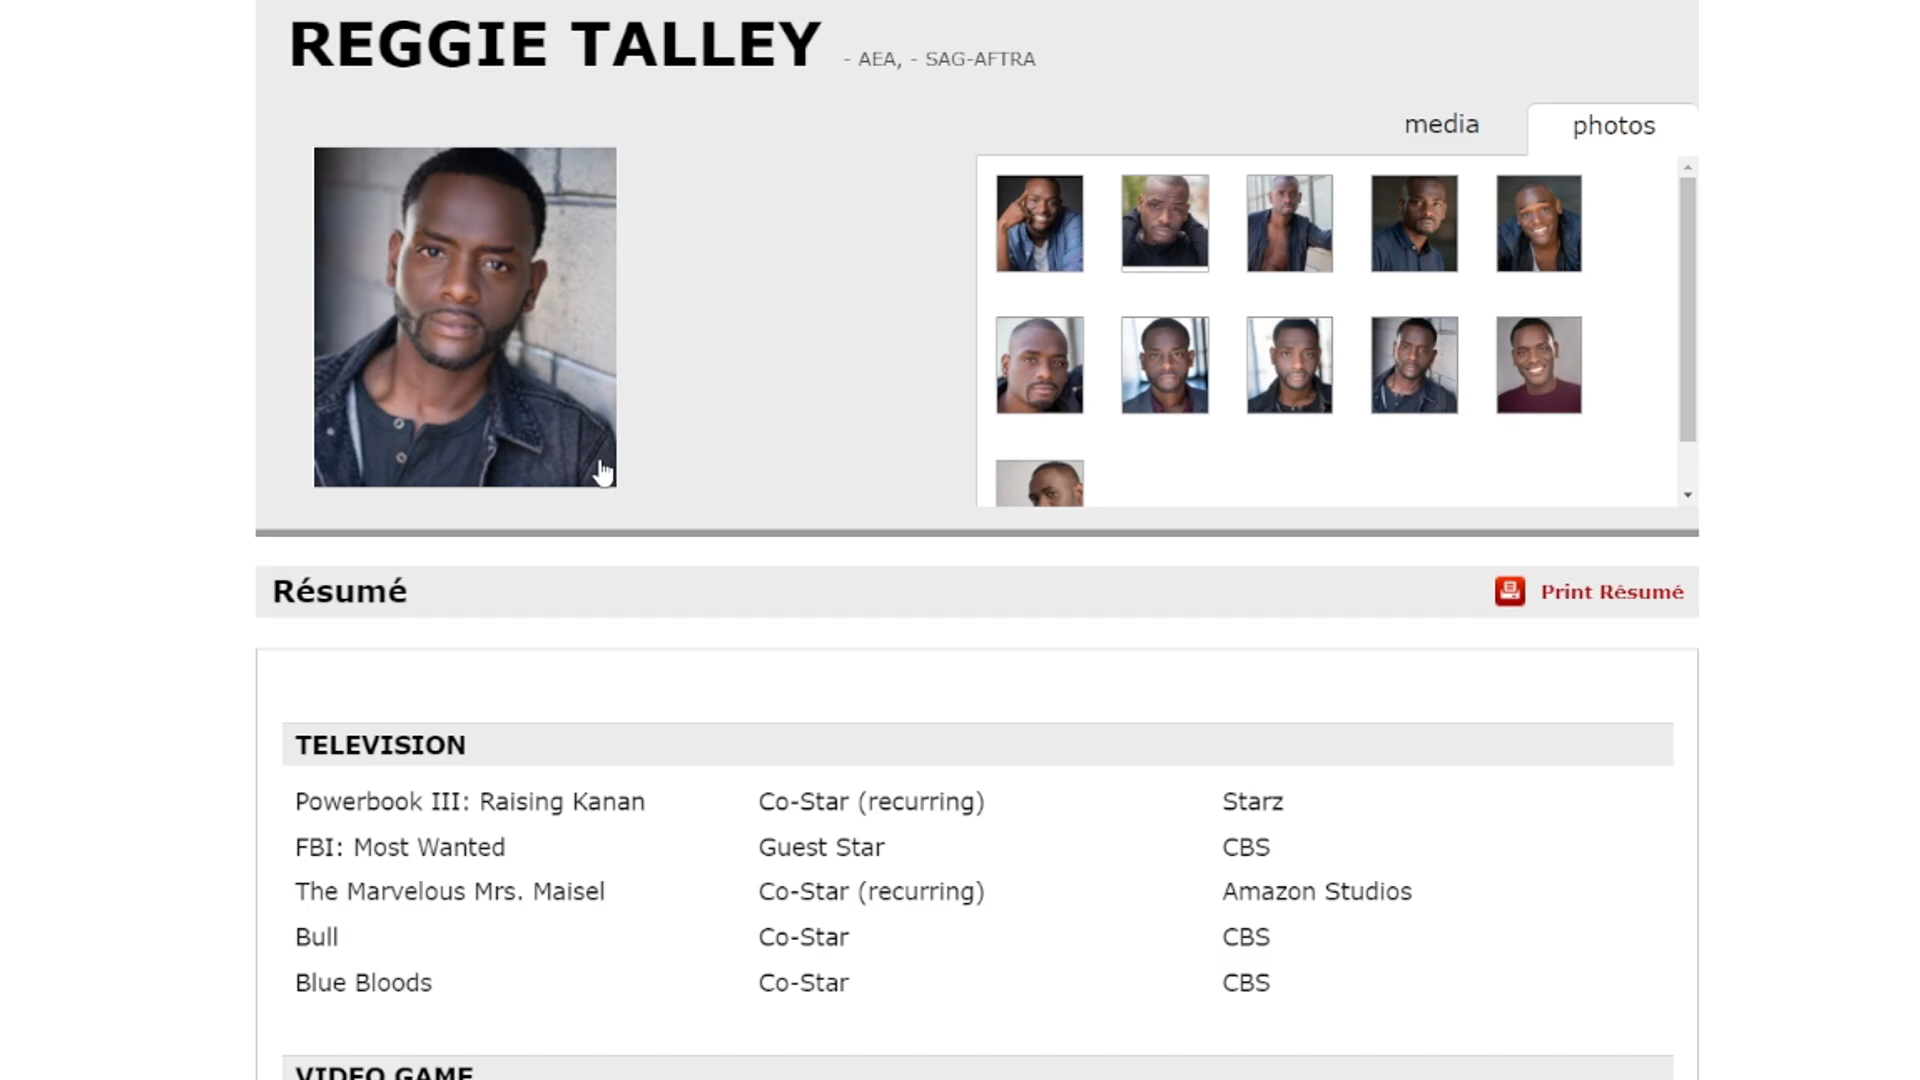 REGGIE TALLEY - AEA, - SAG-AFTRA
media photos
Résumé Print Résumé
TELEVISION
Powerbook III: Raising Kanan Co-Star (recurring) Starz
FBI: Most Wanted Guest Star CBS
The Marvelous Mrs. Maisel Co-Star (recurring) Amazon Studios
Bull Co-Star CBS
Blue Bloods Co-Star CBS
VIDEO GAME